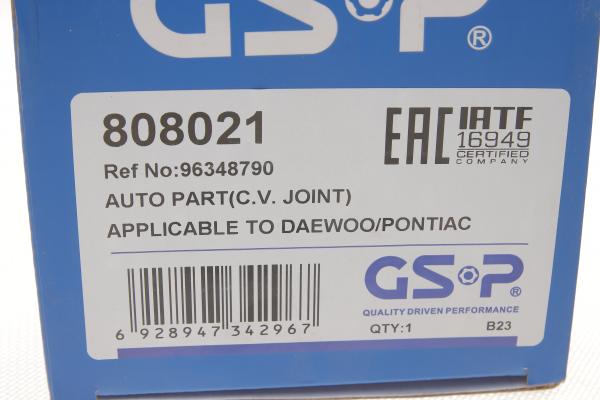 GSP®
808021
EAC IATF
16949
CERTIFIED
COMPANY
Ref No:96348790
AUTO PART(C.V. JOINT)
APPLICABLE TO DAEWOO/PONTIAC
6 928947 342967
GSP®
QUALITY DRIVEN PERFORMANCE
QTY:1 B23